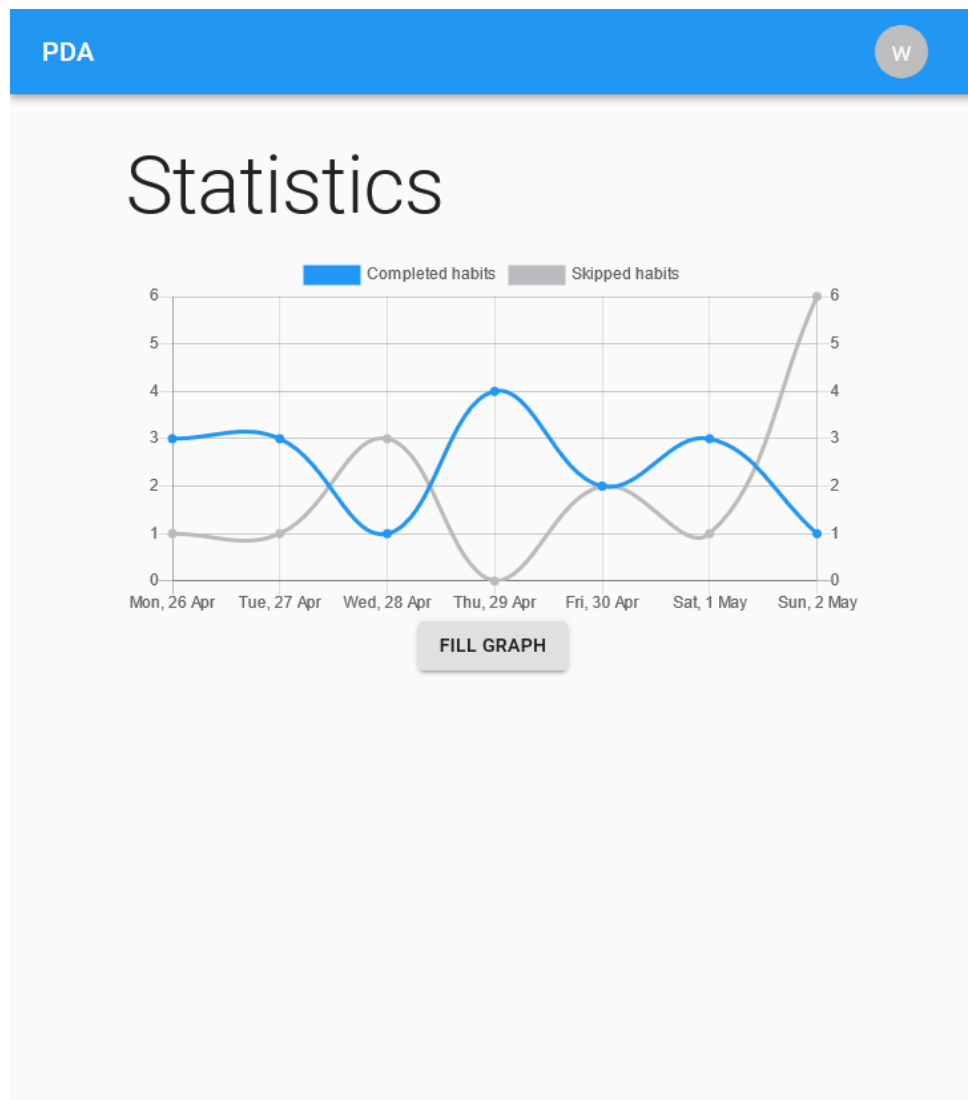 PDA W
Statistics
Completed habits Skipped habits
6 6
5 5
4 4
3 3
2 2
1 1
0 0
Mon, 26 Apr Tue, 27 Apr Wed, 28 Apr Thu, 29 Apr Fri, 30 Apr Sat, 1 May Sun, 2 May
FILL GRAPH